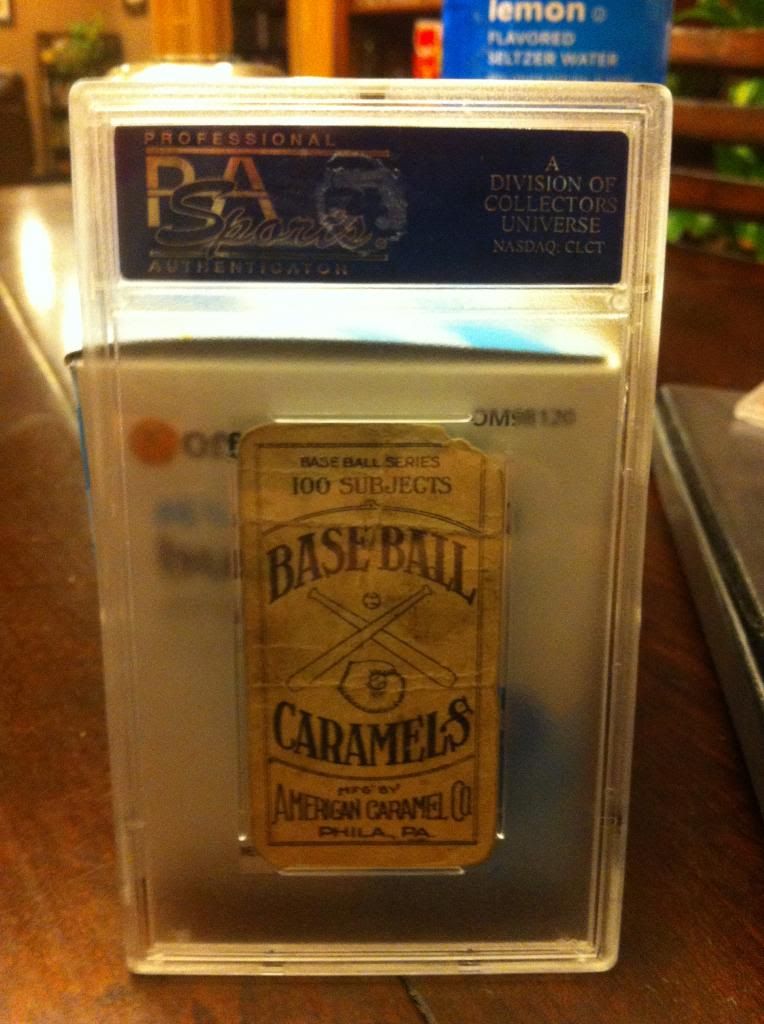 lemon
FLAVORED
SELTZER WATER
PROFESSIONAL
PSA
Sports
AUTHENTICATOR
A
DIVISION OF
COLLECTORS
UNIVERSE
NASDAQ: CLCT
BASE BALL SERIES
100 SUBJECTS
BASE BALL
CARAMELS
MFG BY
AMERICAN CARAMEL CO
PHILA, PA